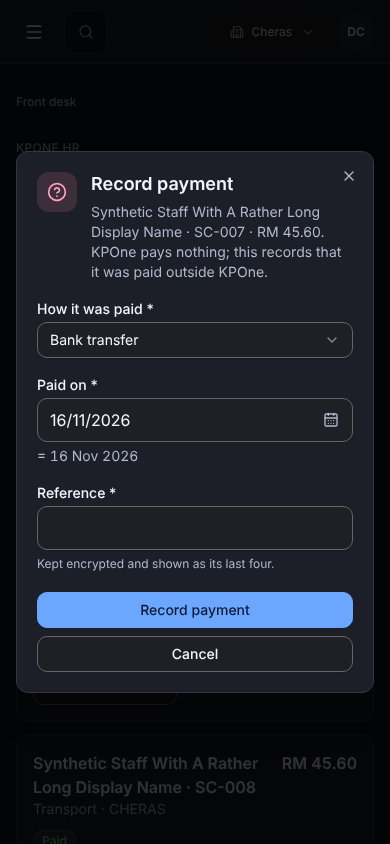 Cheras
DC
Front desk
KPONE HR
Record payment
Synthetic Staff With A Rather Long
Display Name · SC-007 · RM 45.60.
KPOne pays nothing; this records that
it was paid outside KPOne.
How it was paid *
Bank transfer
Paid on *
16/11/2026
= 16 Nov 2026
Reference *
Kept encrypted and shown as its last four.
Record payment
Cancel
Synthetic Staff With A Rather
Long Display Name · SC-008
RM 45.60
Transport · CHERAS
Paid